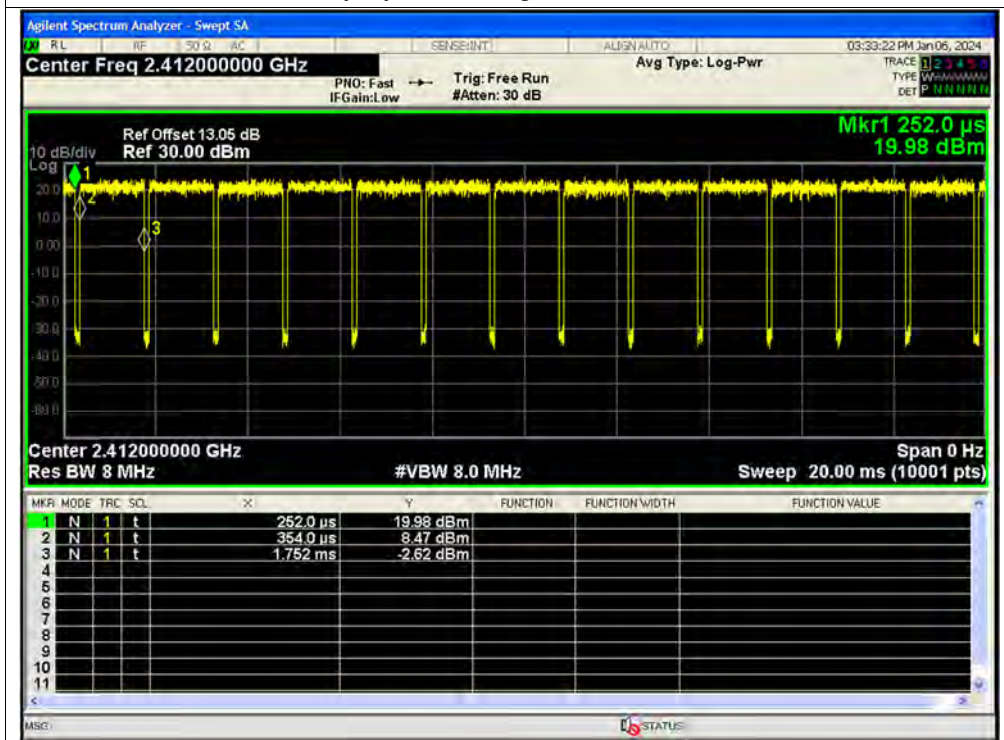 Agilent Spectrum Analyzer - Swept SA
RL RF 50 Ω AC SENSE:INT ALIGN AUTO 03:33:22 PM Jan 06, 2024
Center Freq 2.412000000 GHz
PNO: Fast
IFGain:Low
Trig: Free Run
#Atten: 30 dB
Avg Type: Log-Pwr
TRACE 1 2 3 4 5 6
TYPE
DET P N N N N N
Mkr1 252.0 µs
19.98 dBm
Ref Offset 13.05 dB
Ref 30.00 dBm
10 dB/div
Log
1
20.0
2
10.0
3
0.00
-10.0
-20.0
-30.0
-40.0
-50.0
-60.0
Center 2.412000000 GHz Span 0 Hz
Res BW 8 MHz #VBW 8.0 MHz Sweep 20.00 ms (10001 pts)
MKR MODE TRC SCL X Y FUNCTION FUNCTION WIDTH FUNCTION VALUE
1 N 1 t 252.0 µs 19.98 dBm
2 N 1 t 354.0 µs 8.47 dBm
3 N 1 t 1.752 ms -2.62 dBm
4
5
6
7
8
9
10
11
MSG STATUS